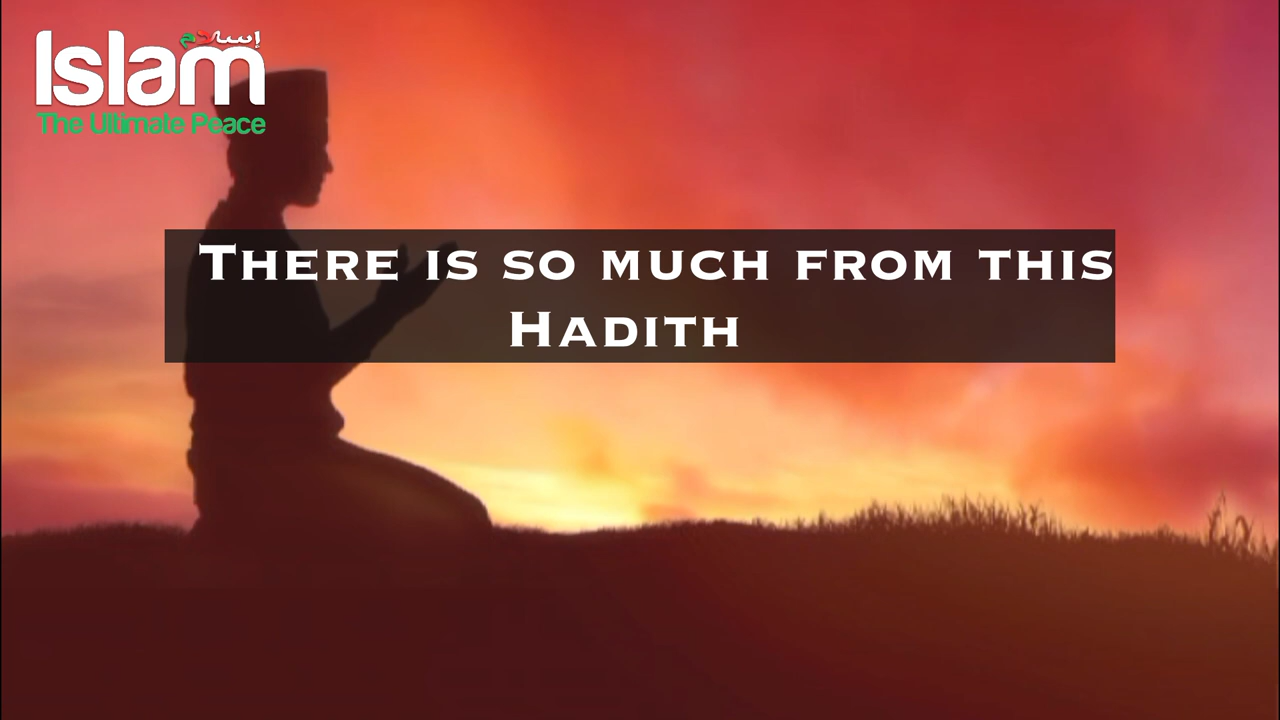 إسلام
Islam
The Ultimate Peace
There is so much from this
Hadith